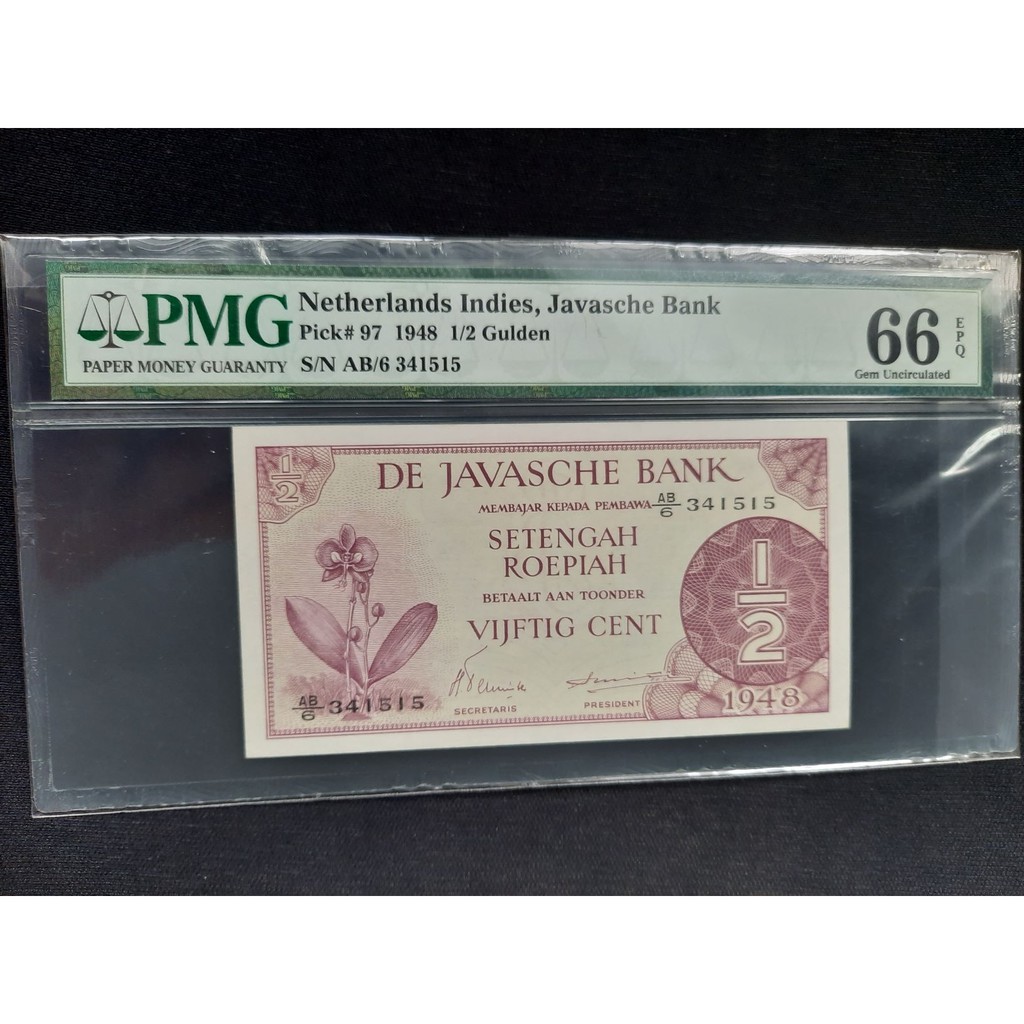 PMG
PAPER MONEY GUARANTY
Netherlands Indies, Javasche Bank
Pick# 97 1948 1/2 Gulden
S/N AB/6 341515
66 EPQ
Gem Uncirculated
1/2
DE JAVASCHE BANK
MEMBAJAR KEPADA PEMBAWA AB/6 341515
SETENGAH
ROEPIAH
BETAALT AAN TOONDER
VIJFTIG CENT
1/2
AB/6 341515
SECRETARIS
PRESIDENT
1948